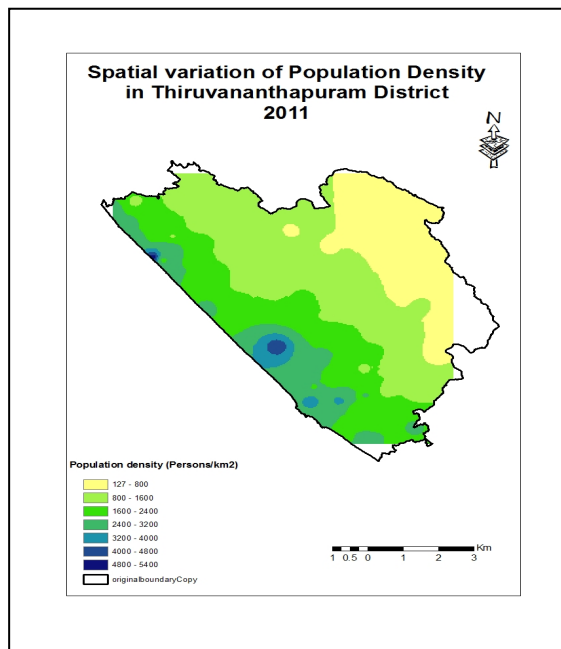 Spatial variation of Population Density
in Thiruvananthapuram District
2011
N
Population density (Persons/km2)
127 - 800
800 - 1600
1600 - 2400
2400 - 3200
3200 - 4000
4000 - 4800
4800 - 5400
originalboundaryCopy
Km
1 0.5 0 1 2 3